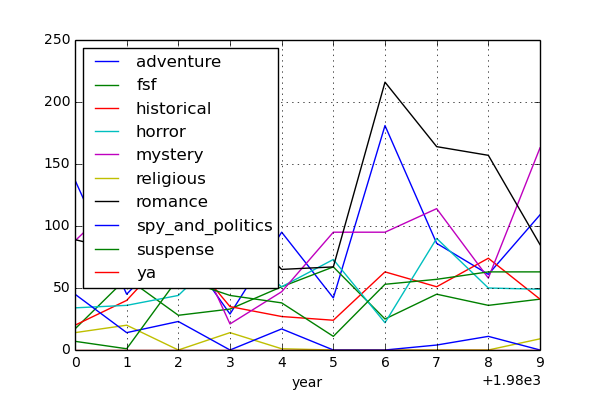 250
200
150
100
50
0
adventure
fsf
historical
horror
mystery
religious
romance
spy_and_politics
suspense
ya
0 1 2 3 4 5 6 7 8 9
year
+1.98e3